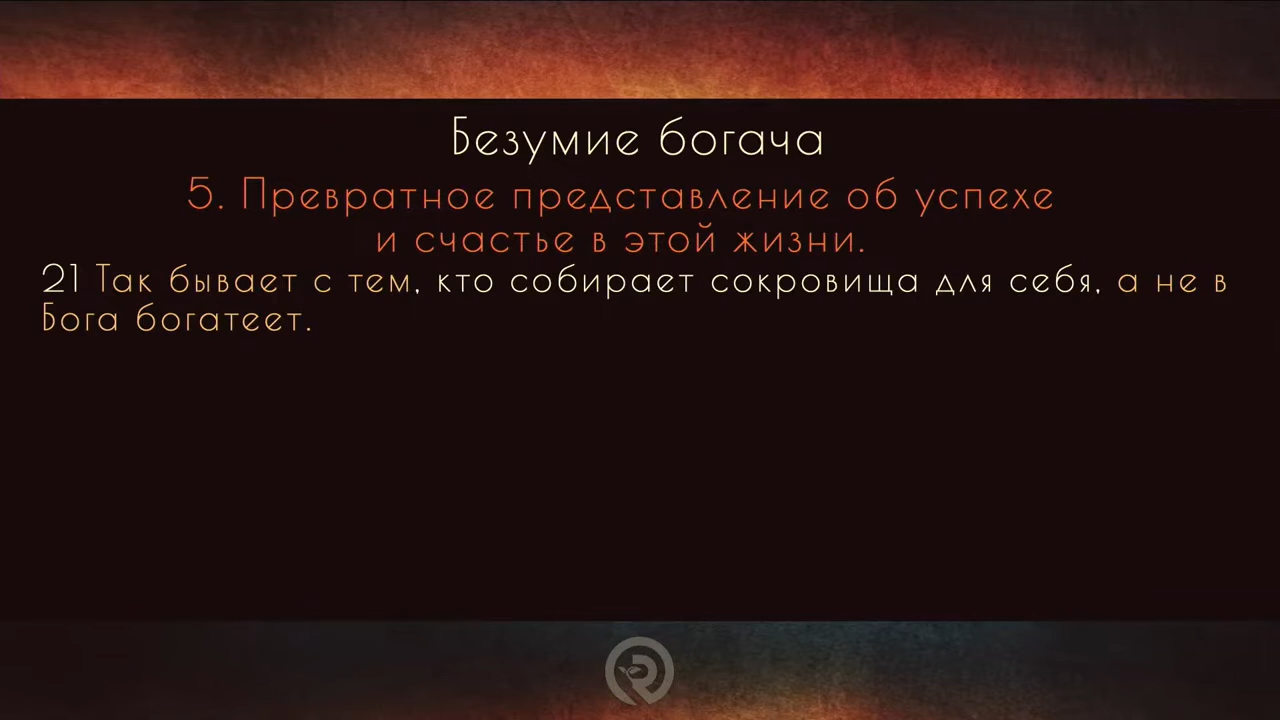 Безумие богача
5. Превратное представление об успехе
и счастье в этой жизни.
21 Так бывает с тем, кто собирает сокровища для себя, а не в
Бога богатеет.